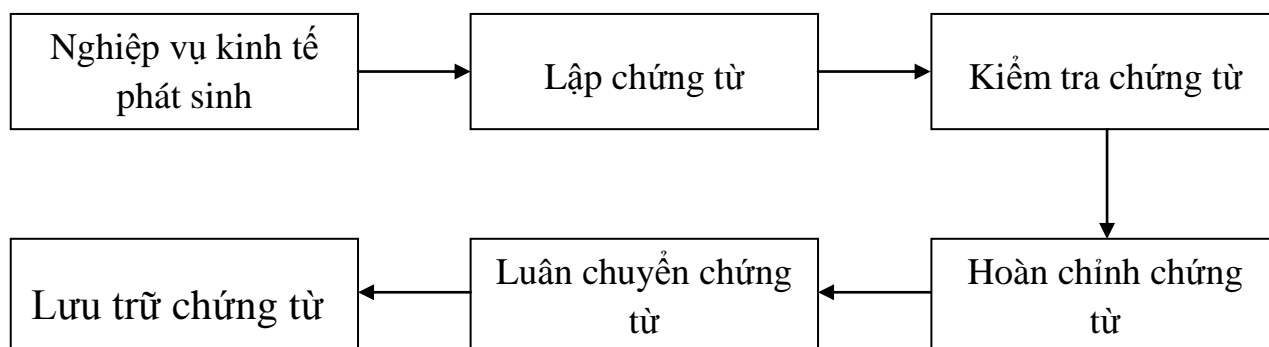 Nghiệp vụ kinh tế
phát sinh
Lập chứng từ
Kiểm tra chứng từ
Hoàn chỉnh chứng
từ
Luân chuyển chứng
từ
Lưu trữ chứng từ